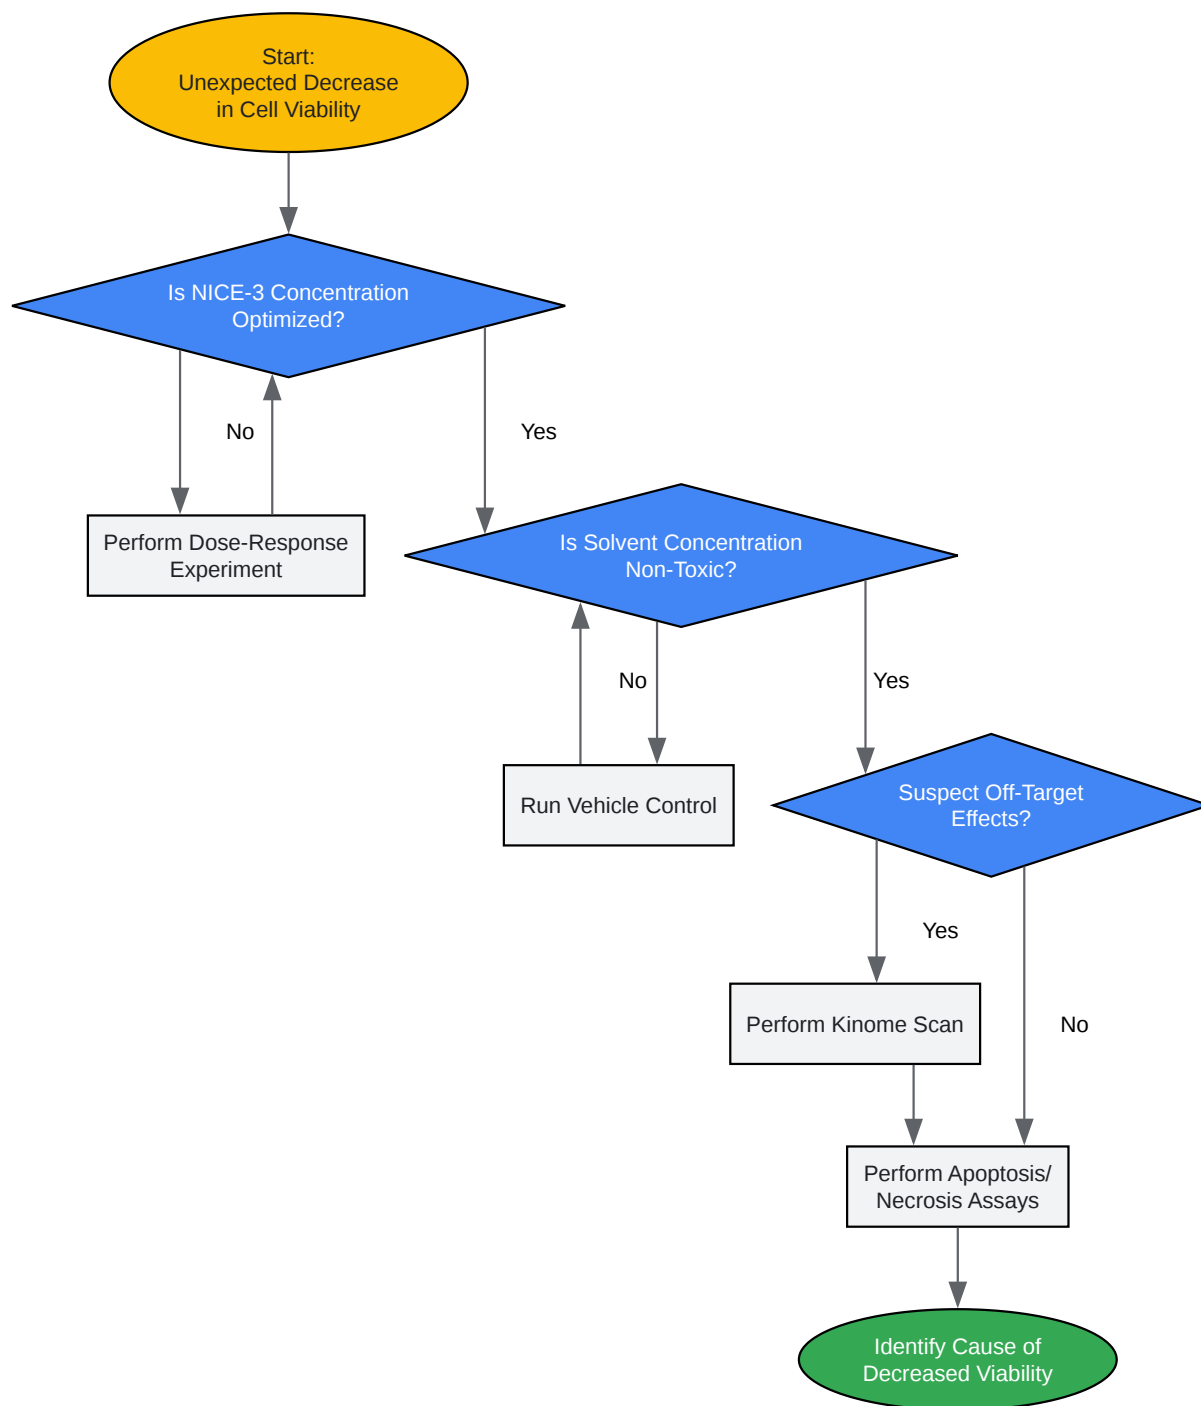 Start:
Unexpected Decrease
in Cell Viability
Is NICE-3 Concentration
Optimized?
No
Yes
Perform Dose-Response
Experiment
Is Solvent Concentration
Non-Toxic?
No
Yes
Run Vehicle Control
Suspect Off-Target
Effects?
Yes
No
Perform Kinome Scan
Perform Apoptosis/
Necrosis Assays
Identify Cause of
Decreased Viability